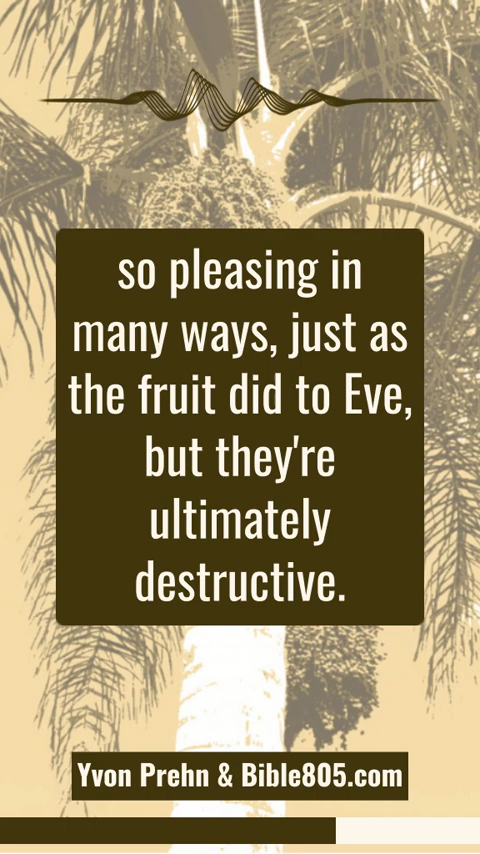 so pleasing in
many ways, just as
the fruit did to Eve,
but they're
ultimately
destructive.
Yvon Prehn & Bible805.com